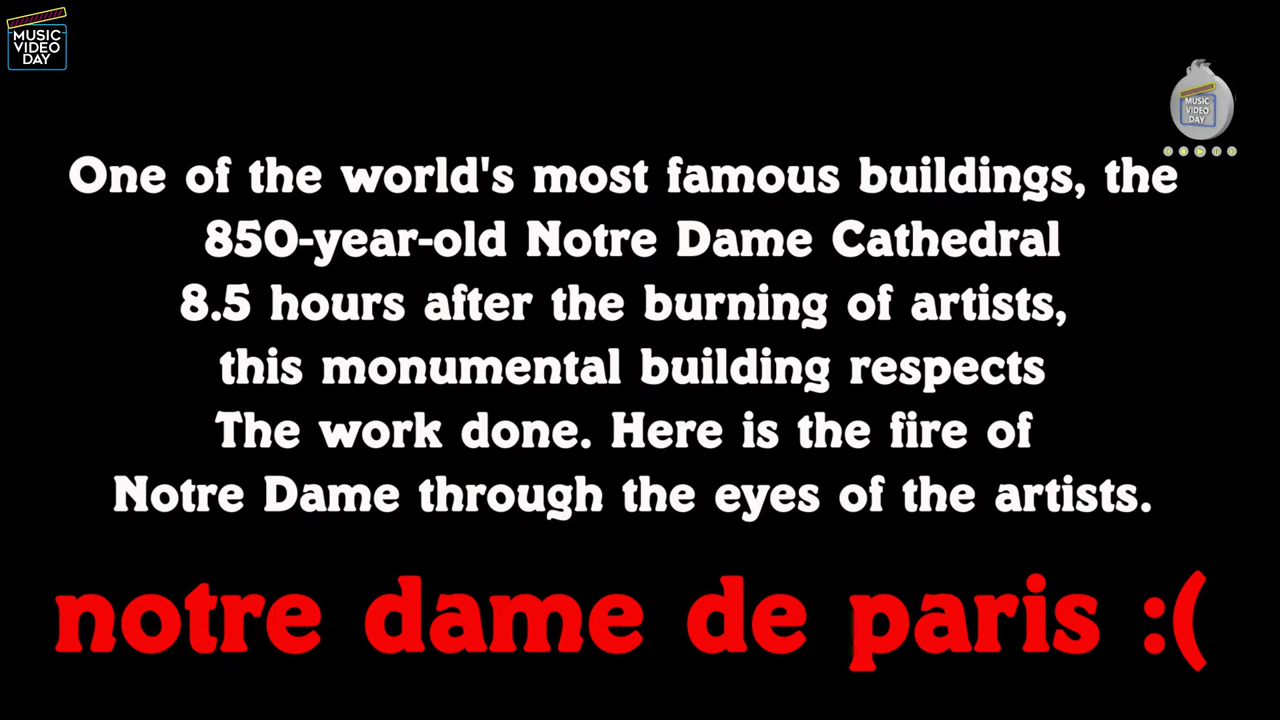 MUSIC
VIDEO
DAY
MUSIC
VIDEO
DAY
One of the world's most famous buildings, the
850-year-old Notre Dame Cathedral
8.5 hours after the burning of artists,
this monumental building respects
The work done. Here is the fire of
Notre Dame through the eyes of the artists.
notre dame de paris :(